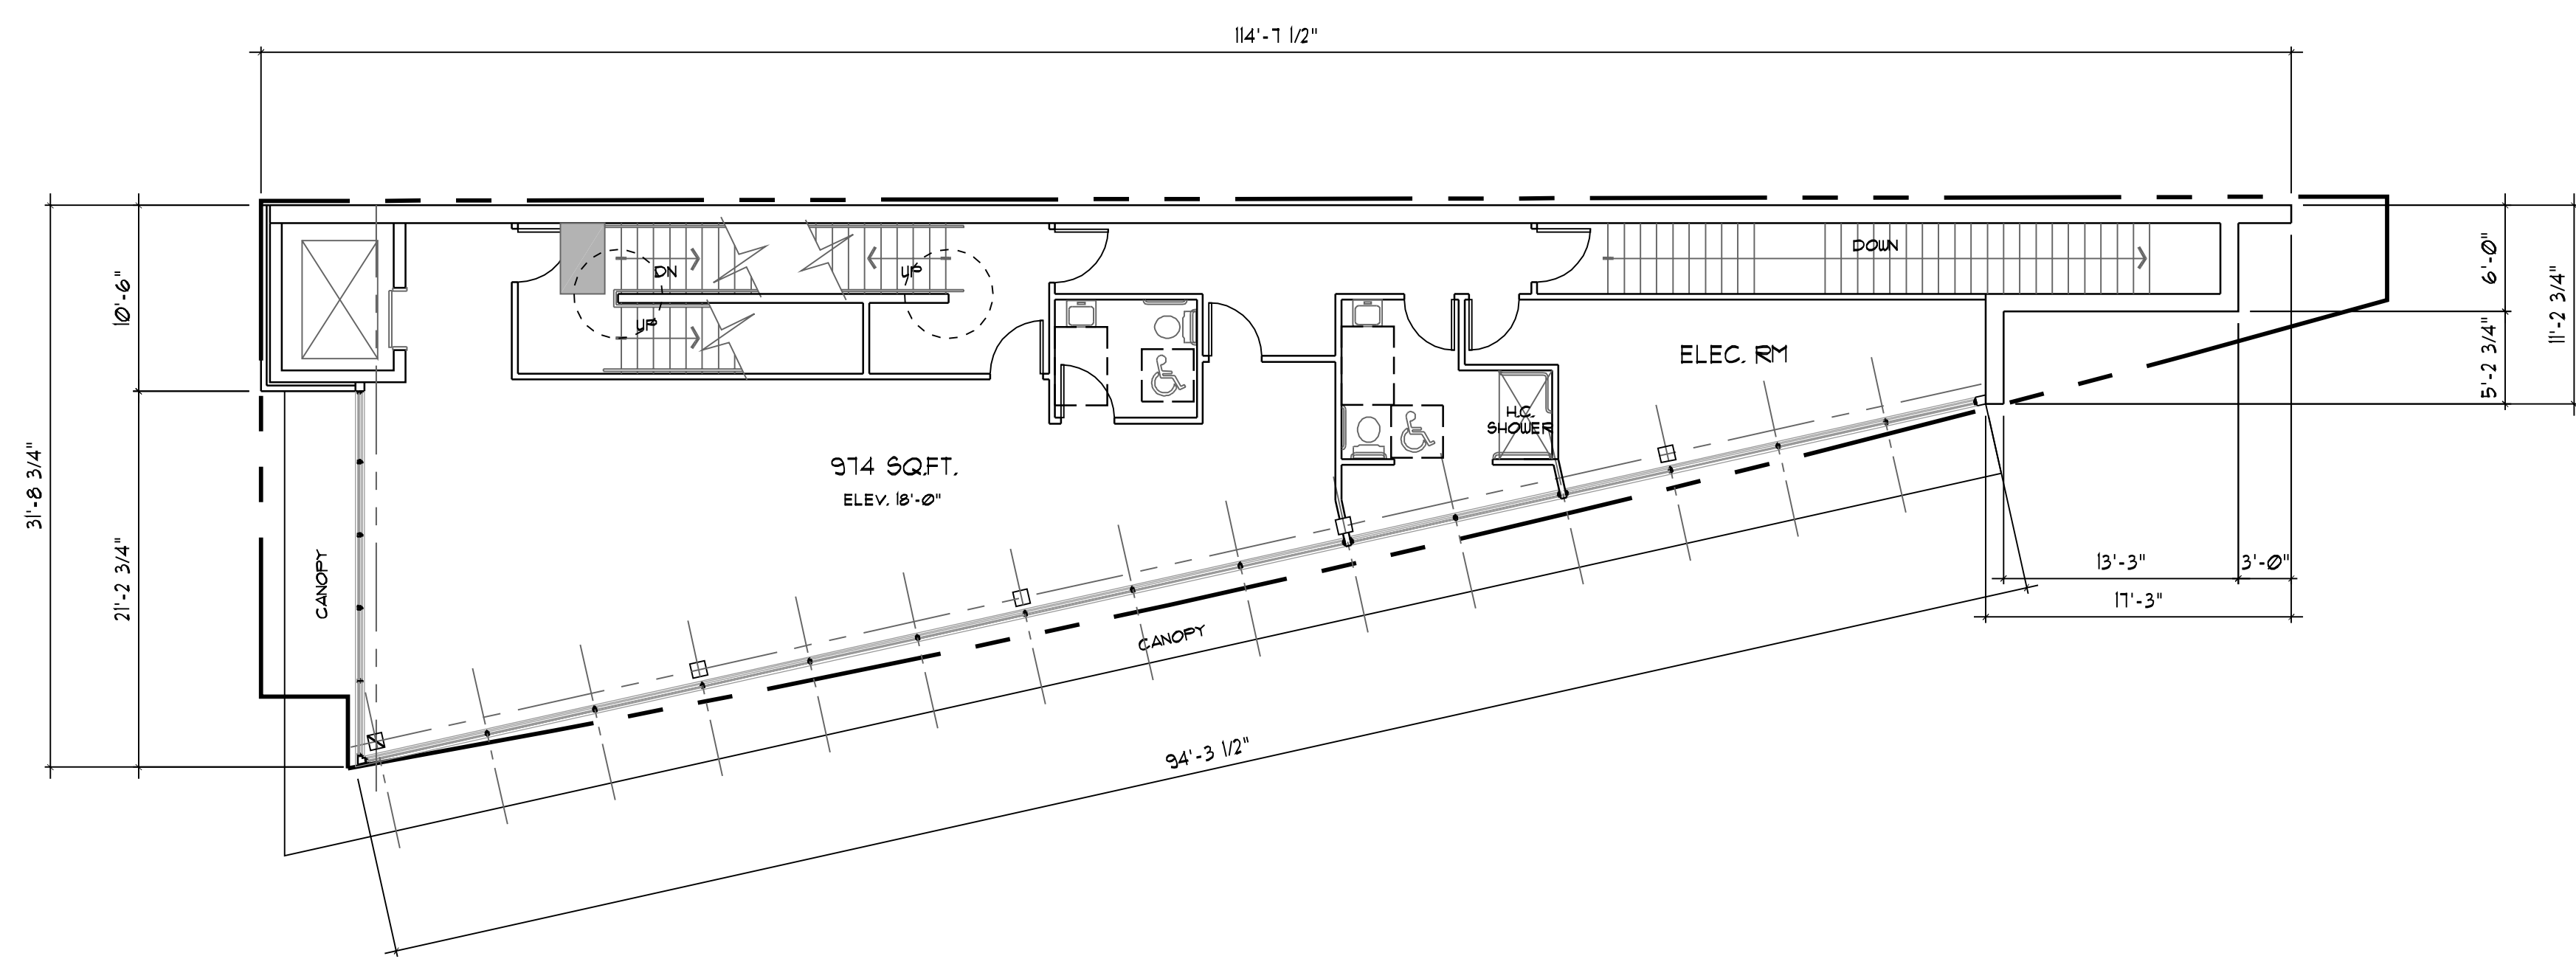 114'-7 1/2"
10'-6"
31'-8 3/4"
21'-2 3/4"
DN
UP
UP
DOWN
6'-0"
11'-2 3/4"
5'-2 3/4"
ELEC. RM
H.C.
SHOWER
974 SQ.FT.
ELEV. 18'-0"
CANOPY
CANOPY
13'-3"
3'-0"
17'-3"
94'-3 1/2"